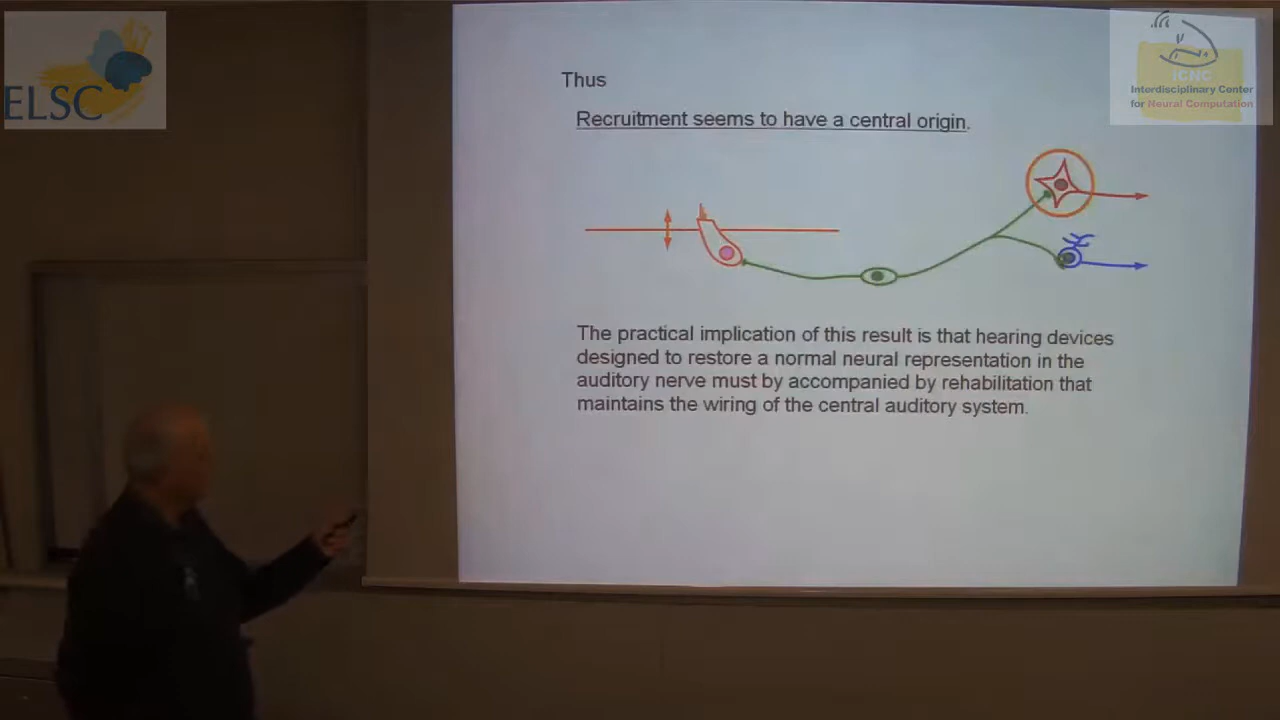 ELSC
ICNC
Interdisciplinary Center
for Neural Computation
Thus
Recruitment seems to have a central origin.
The practical implication of this result is that hearing devices
designed to restore a normal neural representation in the
auditory nerve must by accompanied by rehabilitation that
maintains the wiring of the central auditory system.